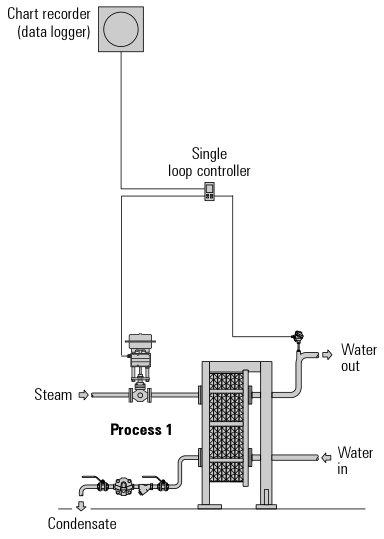 Chart recorder
(data logger)
Single
loop controller
Water
out
Steam
Process 1
Water
in
Condensate